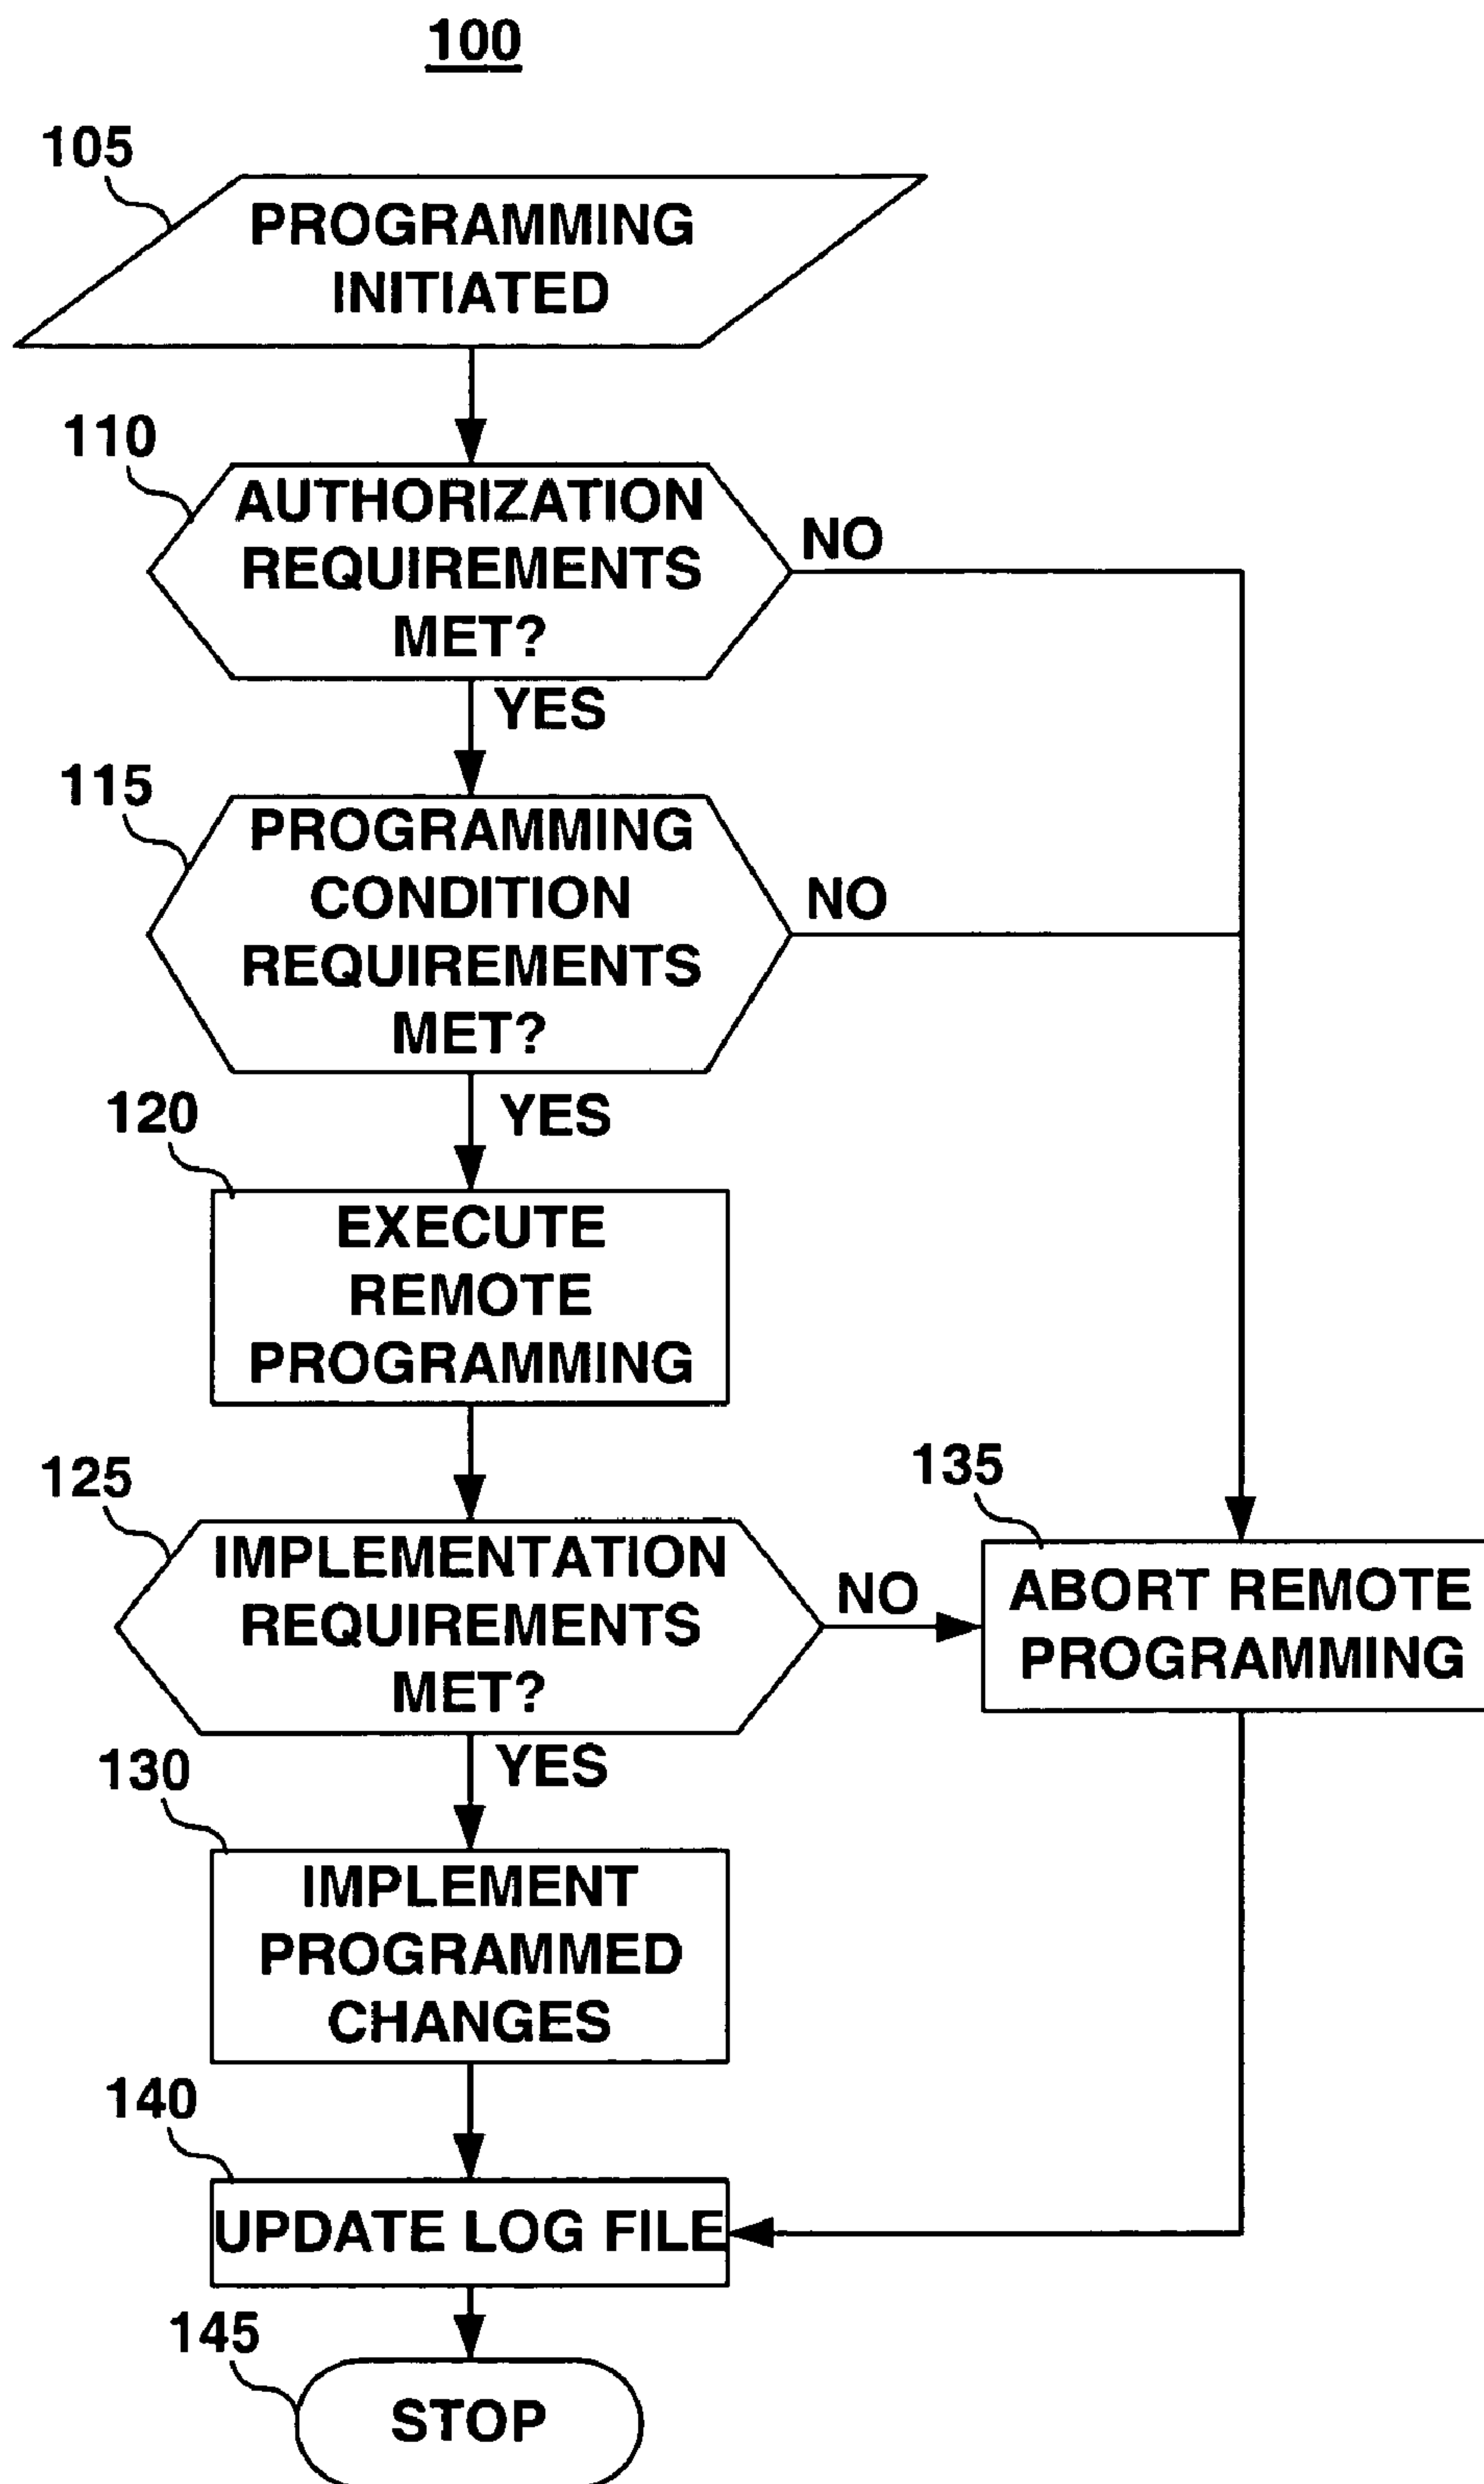 100
105
PROGRAMMING
INITIATED
110
AUTHORIZATION
REQUIREMENTS
MET?
NO
YES
115
PROGRAMMING
CONDITION
REQUIREMENTS
MET?
NO
YES
120
EXECUTE
REMOTE
PROGRAMMING
125
IMPLEMENTATION
REQUIREMENTS
MET?
NO
135
ABORT REMOTE
PROGRAMMING
YES
130
IMPLEMENT
PROGRAMMED
CHANGES
140
UPDATE LOG FILE
145
STOP